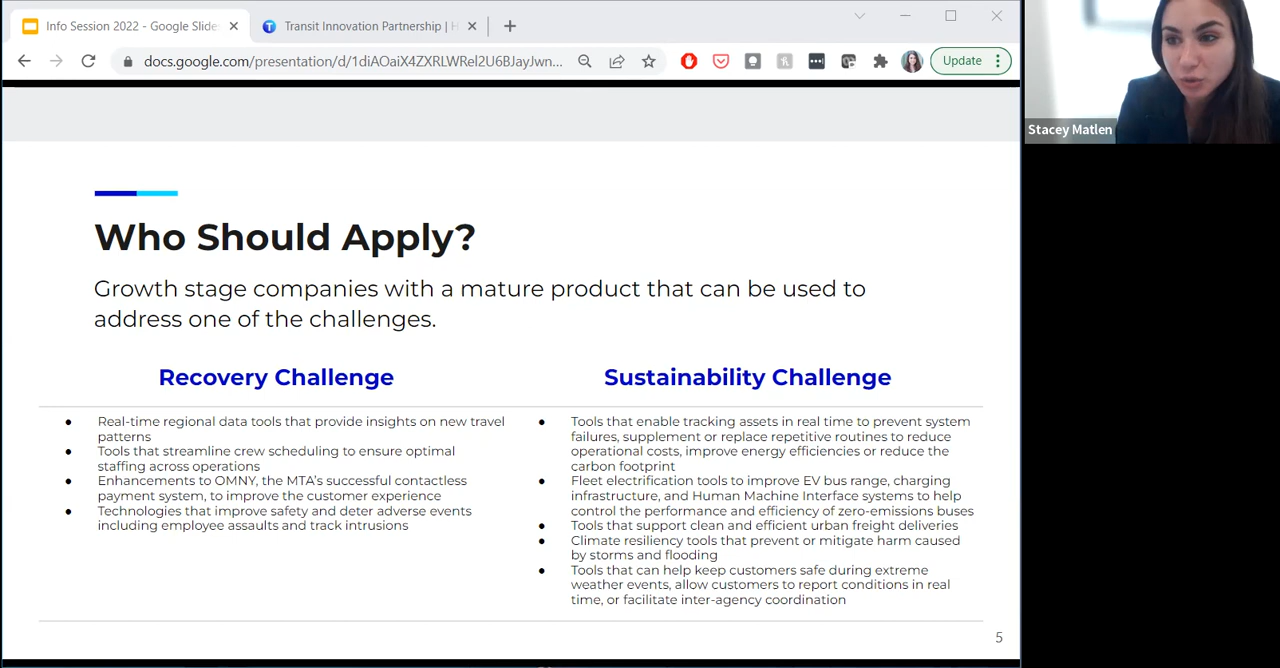 Info Session 2022 - Google Slide
Transit Innovation Partnership | H
docs.google.com/presentation/d/1diAOaiX4ZXRLWRel2U6BJayJwn...
Update
Stacey Matlen
Who Should Apply?
Growth stage companies with a mature product that can be used to
address one of the challenges.
Recovery Challenge
● Real-time regional data tools that provide insights on new travel
patterns
● Tools that streamline crew scheduling to ensure optimal
staffing across operations
● Enhancements to OMNY, the MTA's successful contactless
payment system, to improve the customer experience
● Technologies that improve safety and deter adverse events
including employee assaults and track intrusions
Sustainability Challenge
● Tools that enable tracking assets in real time to prevent system
failures, supplement or replace repetitive routines to reduce
operational costs, improve energy efficiencies or reduce the
carbon footprint
● Fleet electrification tools to improve EV bus range, charging
infrastructure, and Human Machine Interface systems to help
control the performance and efficiency of zero-emissions buses
● Tools that support clean and efficient urban freight deliveries
● Climate resiliency tools that prevent or mitigate harm caused
by storms and flooding
● Tools that can help keep customers safe during extreme
weather events, allow customers to report conditions in real
time, or facilitate inter-agency coordination
5